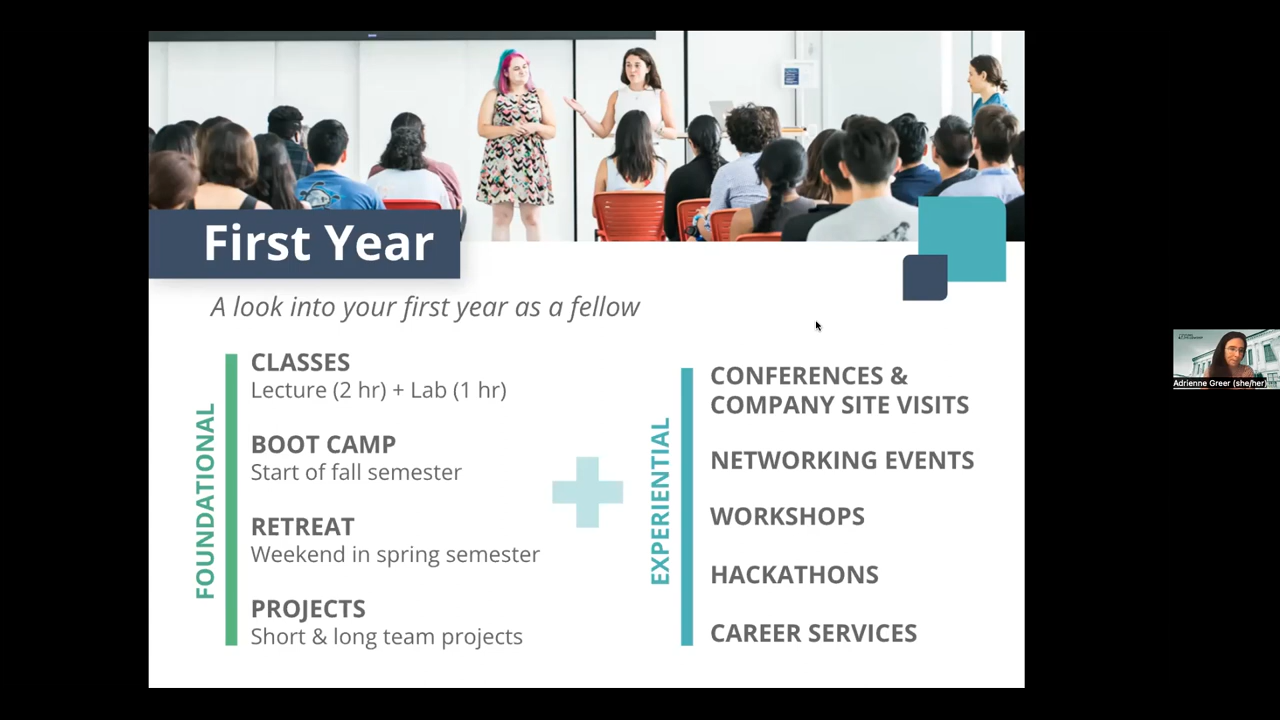 First Year
A look into your first year as a fellow
FOUNDATIONAL
CLASSES
Lecture (2 hr) + Lab (1 hr)
BOOT CAMP
Start of fall semester
RETREAT
Weekend in spring semester
PROJECTS
Short & long team projects
EXPERIENTIAL
CONFERENCES &
COMPANY SITE VISITS
NETWORKING EVENTS
WORKSHOPS
HACKATHONS
CAREER SERVICES
Adrienne Greer (she/her)